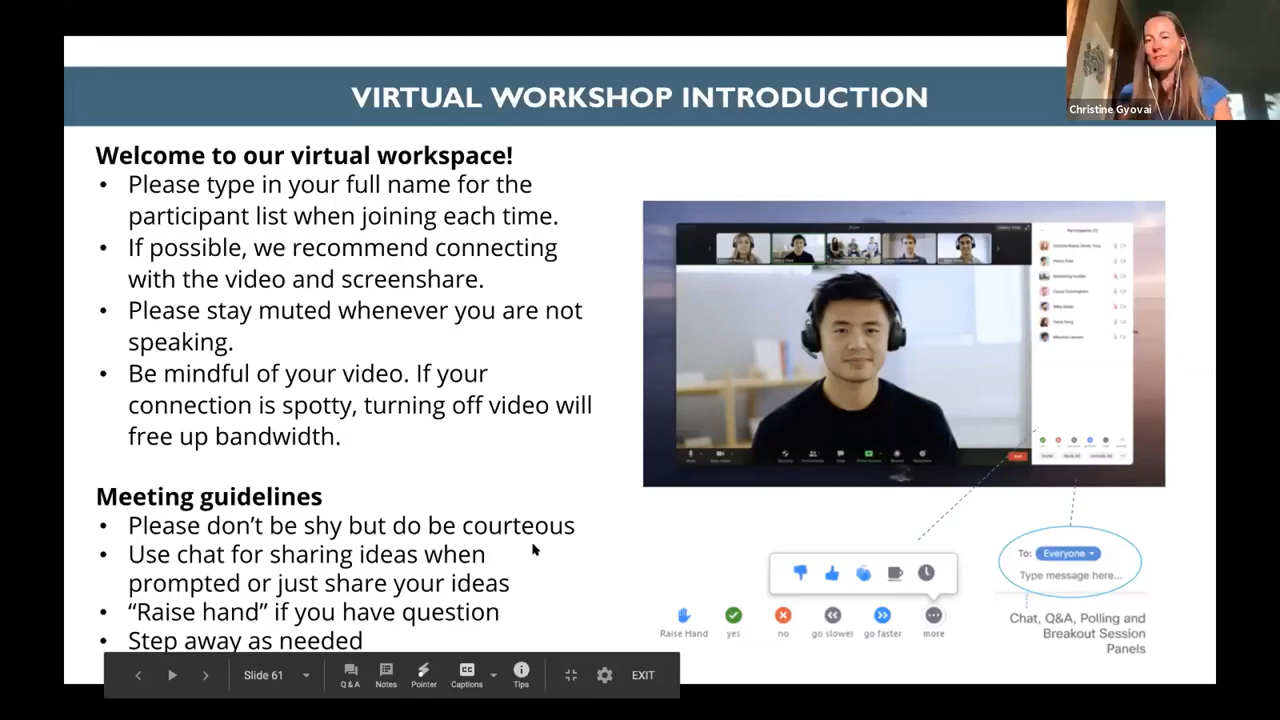 VIRTUAL WORKSHOP INTRODUCTION
Christine Gyovai
Welcome to our virtual workspace!
• Please type in your full name for the
participant list when joining each time.
• If possible, we recommend connecting
with the video and screenshare.
• Please stay muted whenever you are not
speaking.
• Be mindful of your video. If your
connection is spotty, turning off video will
free up bandwidth.
Meeting guidelines
• Please don't be shy but do be courteous
• Use chat for sharing ideas when
prompted or just share your ideas
• “Raise hand” if you have question
• Step away as needed
To: Everyone
Type message here...
Raise Hand yes no go slower go faster more
Chat, Q&A, Polling and
Breakout Session
Panels
Slide 61 Q & A Notes Pointer Captions Tips EXIT